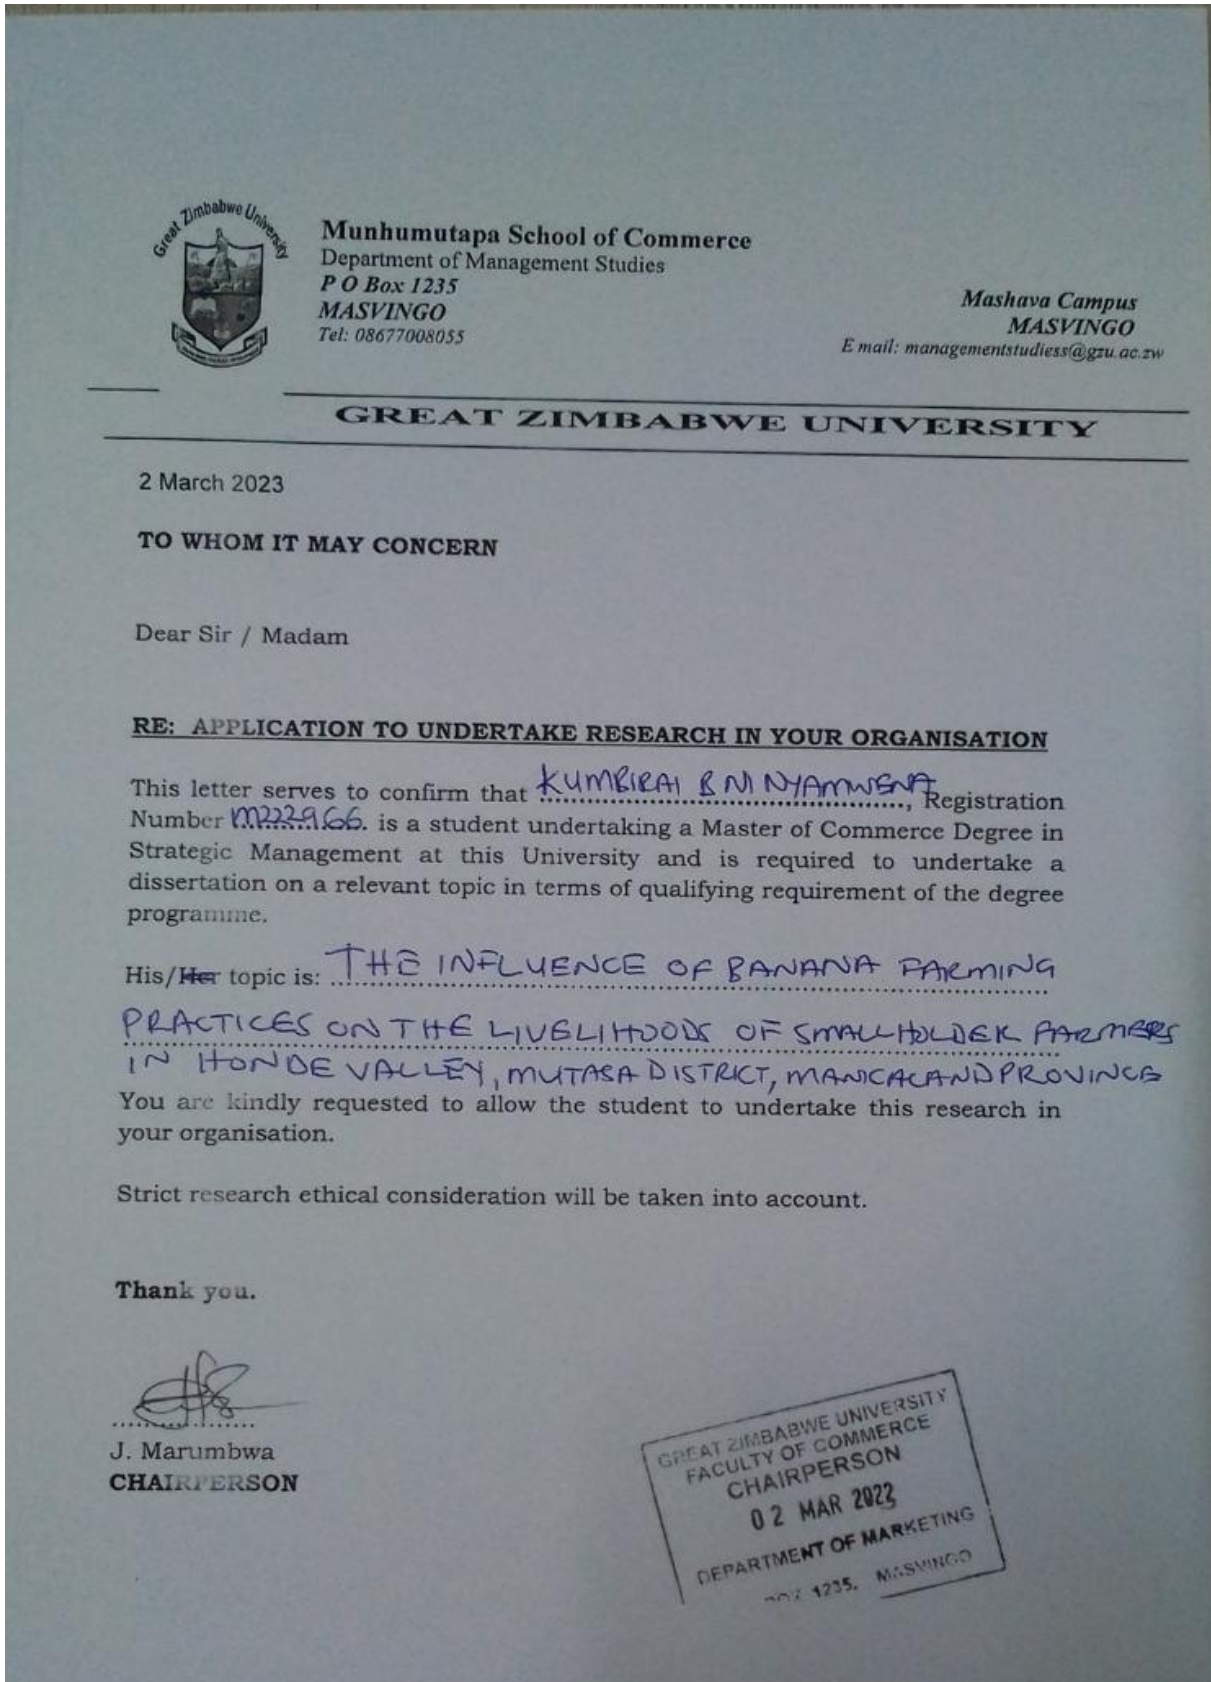 Great Zimbabwe University
Munhumutapa School of Commerce
Department of Management Studies
P O Box 1235
MASVINGO
Tel: 08677008055
Mashava Campus
MASVINGO
E mail: managementstudiess@gzu.ac.zw
GREAT ZIMBABWE UNIVERSITY
2 March 2023
TO WHOM IT MAY CONCERN
Dear Sir / Madam
RE: APPLICATION TO UNDERTAKE RESEARCH IN YOUR ORGANISATION
This letter serves to confirm that KUMBIRAI B N NYAMWENA, Registration
Number M222966. is a student undertaking a Master of Commerce Degree in
Strategic Management at this University and is required to undertake a
dissertation on a relevant topic in terms of qualifying requirement of the degree
programme.
His/Her topic is: THE INFLUENCE OF BANANA FARMING
PRACTICES ON THE LIVELIHOODS OF SMALLHOLDER FARMERS
IN HONDE VALLEY, MUTASA DISTRICT, MANICALAND PROVINCE
You are kindly requested to allow the student to undertake this research in
your organisation.
Strict research ethical consideration will be taken into account.
Thank you.
J. Marumbwa
CHAIRPERSON
GREAT ZIMBABWE UNIVERSITY
FACULTY OF COMMERCE
CHAIRPERSON
02 MAR 2023
DEPARTMENT OF MARKETING
BOX 1235, MASVINGO